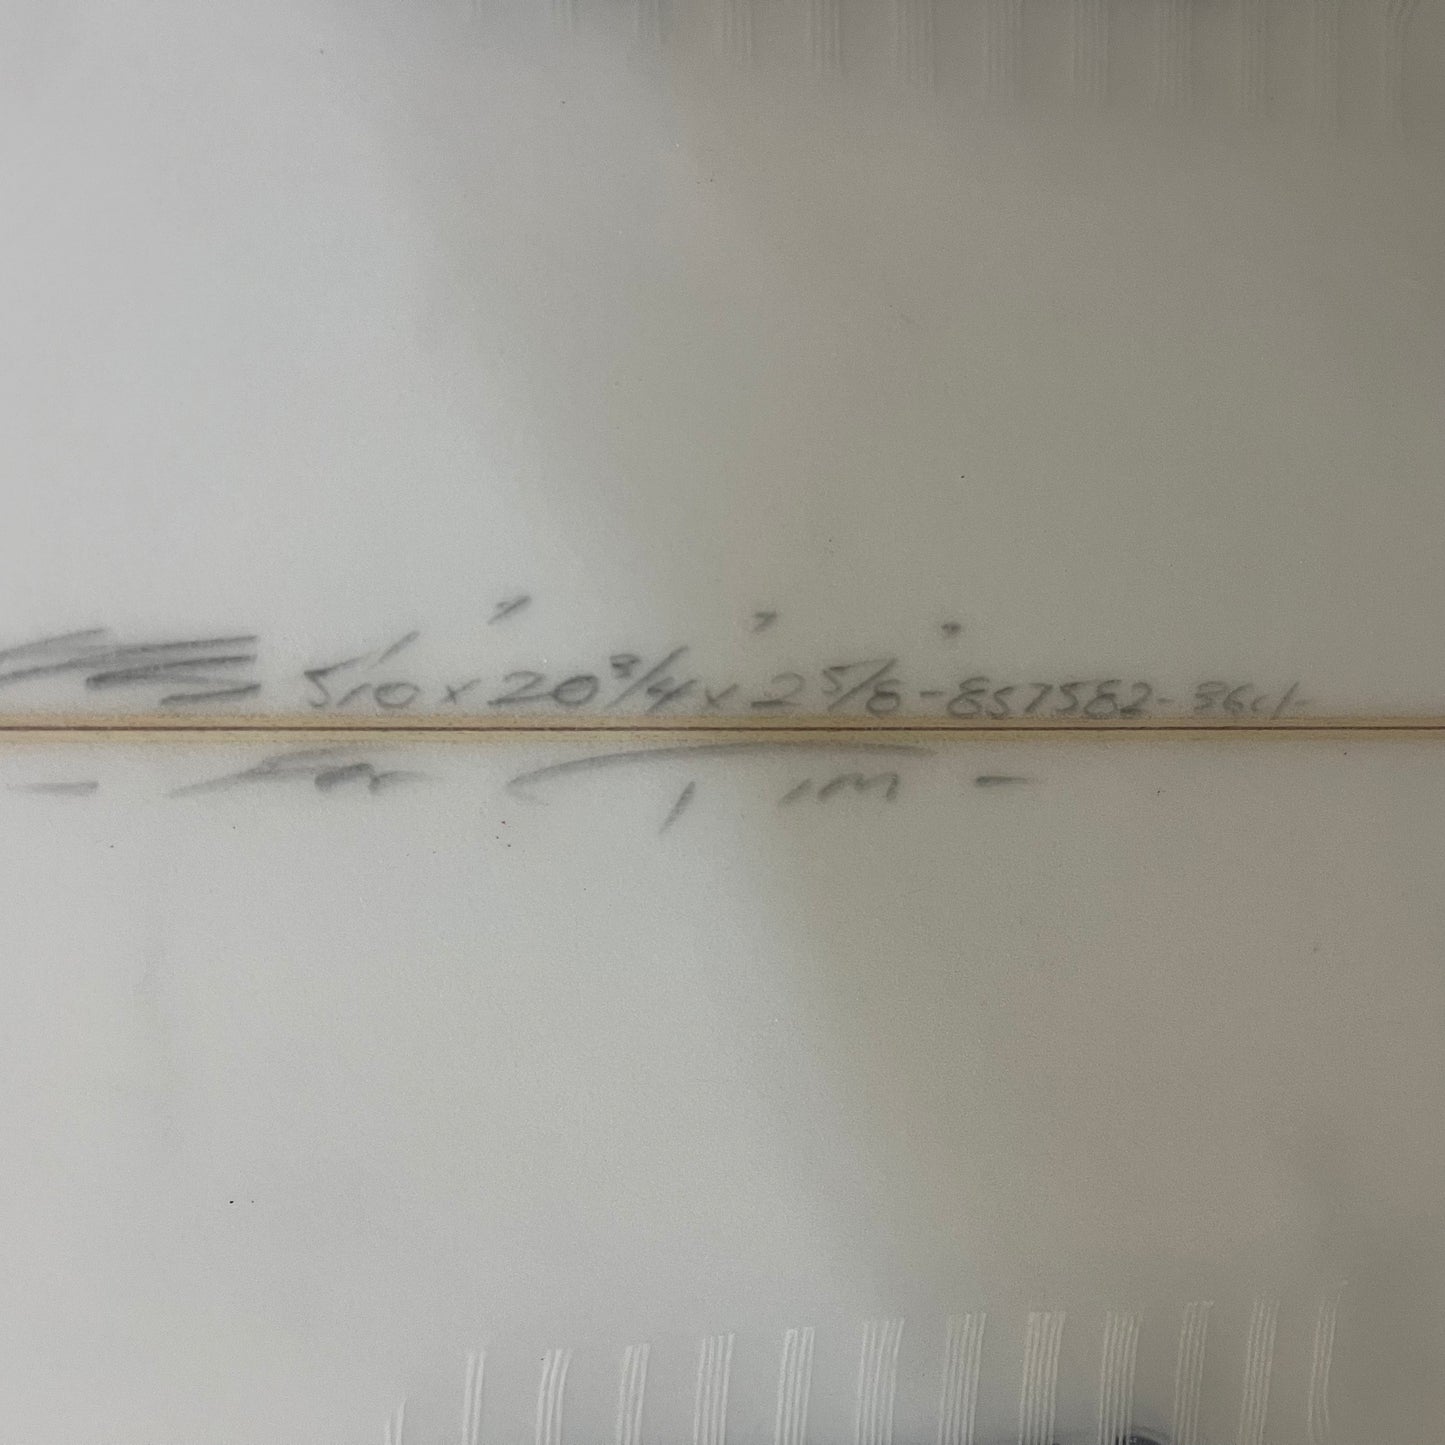 5'10" x 20 3/4" x 2 5/8" - 857582 - 36cl -
- For Tim -